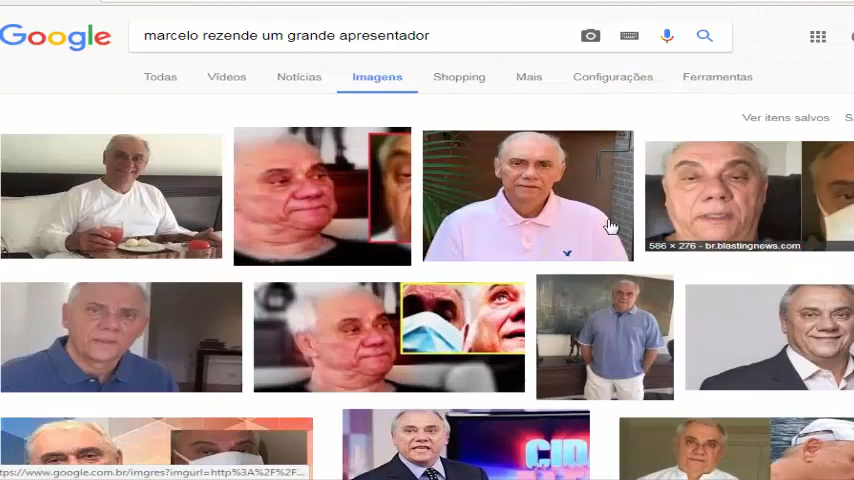 Google
marcelo rezende um grande apresentador
Todas Vídeos Notícias Imagens Shopping Mais Configurações Ferramentas
Ver itens salvos S
586 × 276 - br.blastingnews.com
CID
ttps://www.google.com.br/imgres?imgurl=http%3A%2F%2F...